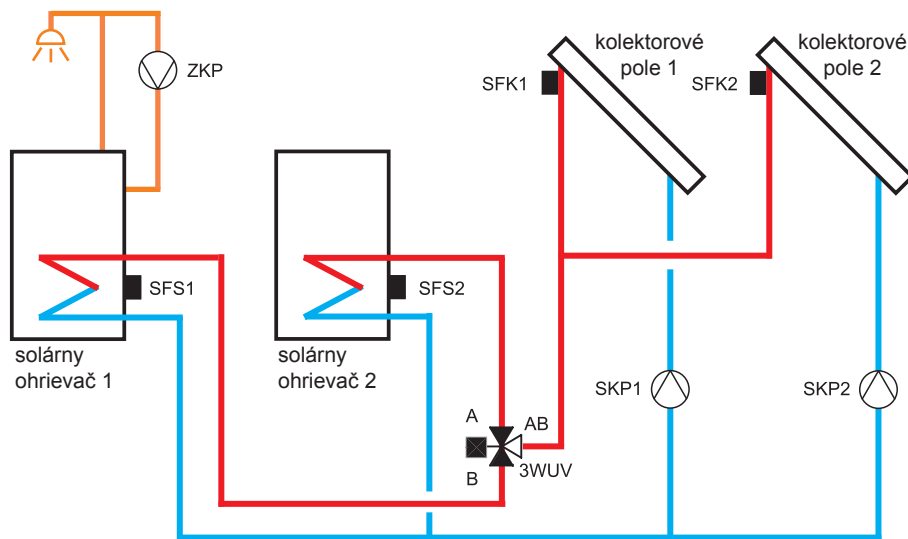 ZKP
kolektorové
pole 1
kolektorové
pole 2
SFK1
SFK2
SFS1
SFS2
solárny
ohrievač 1
solárny
ohrievač 2
SKP1
SKP2
A
AB
B
3WUV